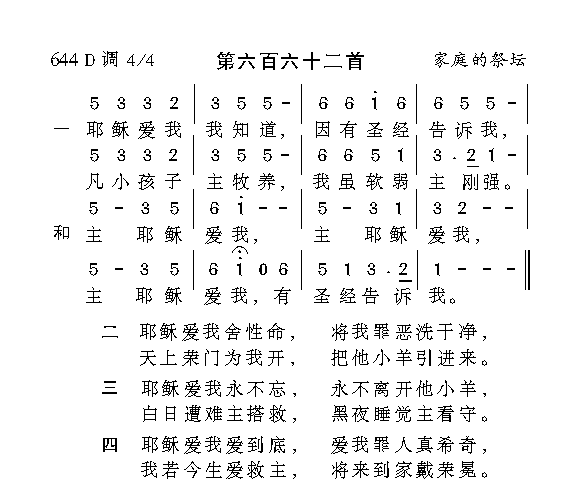 644 D 调 4/4 第六百六十二首 家庭的祭坛
5 3 3 2 | 3 5 5 - | 6 6 i 6 | 6 5 5 - |
一 耶稣爱我 我知道, 因有圣经 告诉我,
5 3 3 2 | 3 5 5 - | 6 6 5 1 | 3 . 2 1 - |
凡小孩子 主牧养, 我虽软弱 主 刚强。
5 - 3 5 | 6 i - - | 5 - 3 1 | 3 2 - - |
和 主 耶稣 爱我, 主 耶稣 爱我,
5 - 3 5 | 6 i 0 6 | 5 1 3 . 2 | 1 - - - ‖
主 耶稣 爱我,有 圣经告 诉 我。
二 耶稣爱我舍性命, 将我罪恶洗干净,
天上荣门为我开, 把他小羊引进来。
三 耶稣爱我永不忘, 永不离开他小羊,
白日遭难主搭救, 黑夜睡觉主看守。
四 耶稣爱我爱到底, 爱我罪人真希奇,
我若今生爱救主, 将来到家戴荣冕。